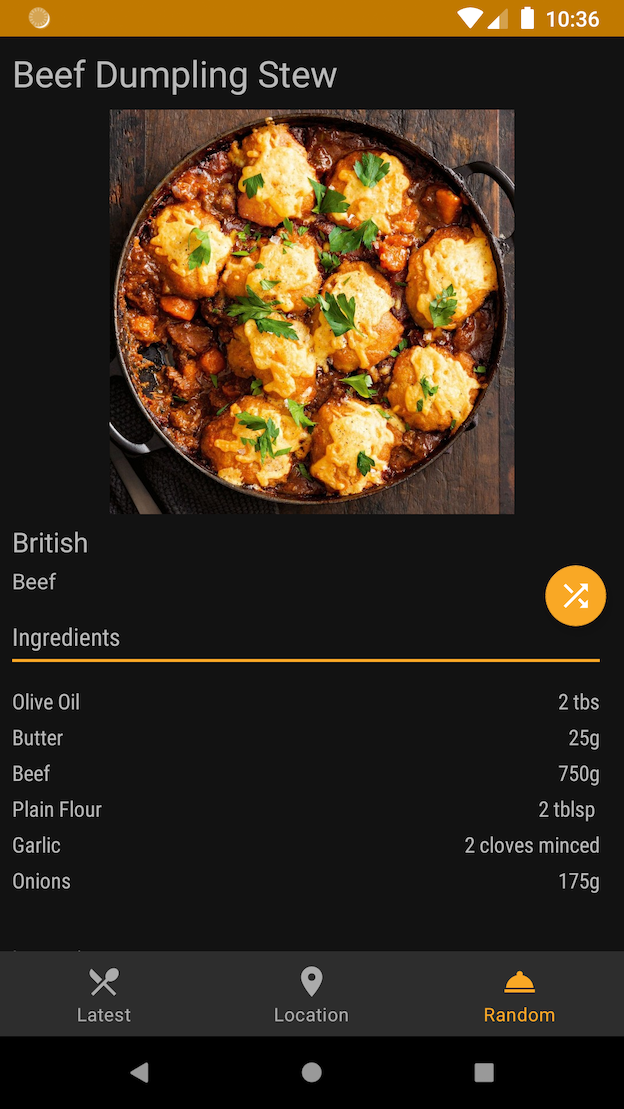 10:36
Beef Dumpling Stew
British
Beef
Ingredients
Olive Oil 2 tbs
Butter 25g
Beef 750g
Plain Flour 2 tblsp
Garlic 2 cloves minced
Onions 175g
Latest Location Random